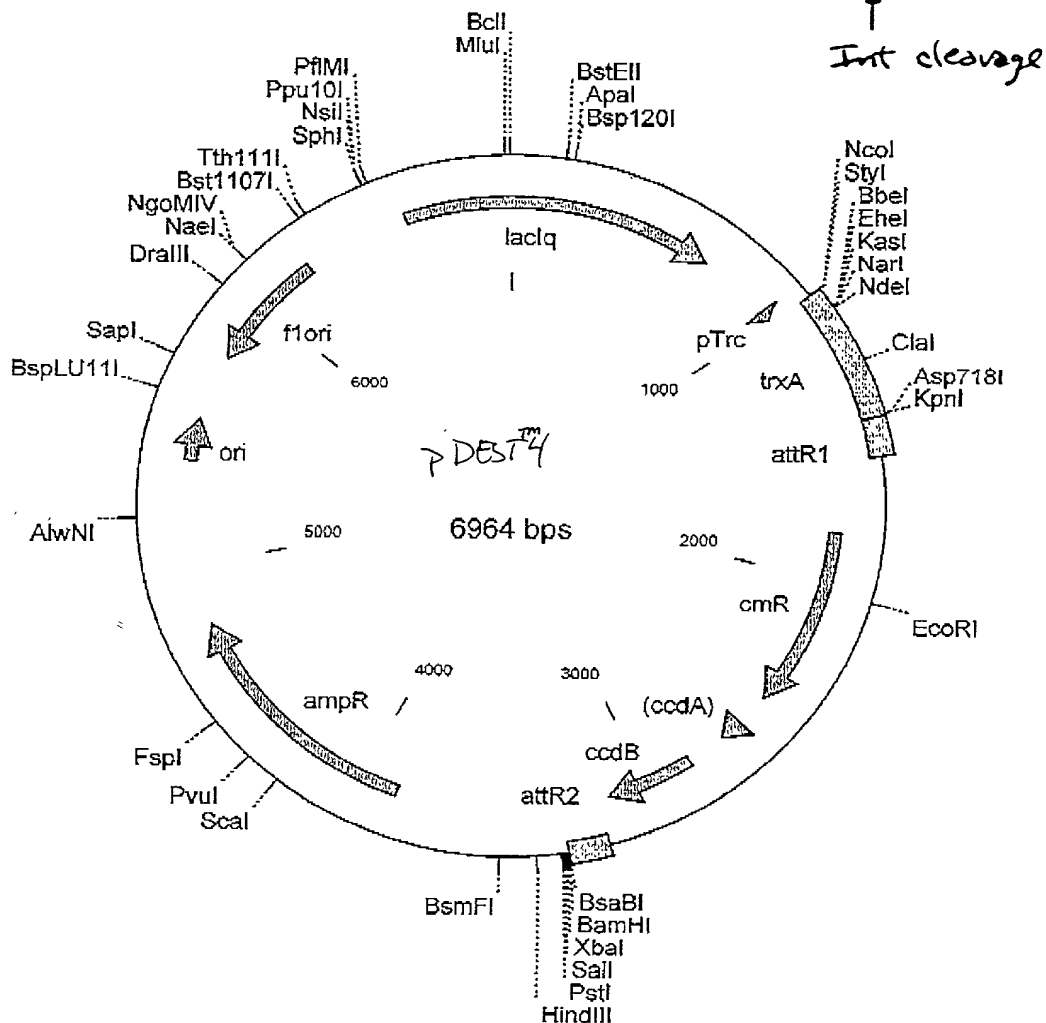 Int cleavage
BclI
MluI
PflMI
Ppu10I
NsiI
SphI
BstEII
ApaI
Bsp120I
Tth111I
Bst1107I
NgoMIV
NaeI
DraIII
NcoI
StyI
BbeI
EheI
KasI
NarI
NdeI
lacIq
I
SapI
BspLU11I
f1ori
6000
pTrc
1000
trxA
ClaI
Asp718I
KpnI
ori
pDEST™4
attR1
AlwNI
5000
6964 bps
2000
cmR
EcoRI
4000
3000
ampR
(ccdA)
ccdB
attR2
FspI
PvuI
ScaI
BsmFI
BsaBI
BamHI
XbaI
SalI
PstI
HindIII